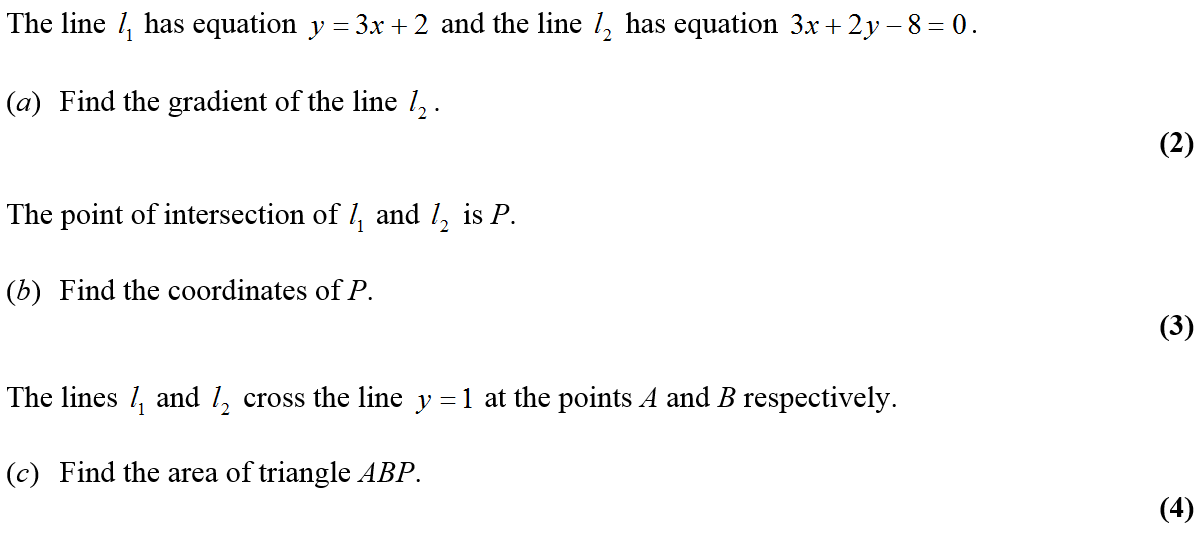 The line l₁ has equation y = 3x + 2 and the line l₂ has equation 3x + 2y − 8 = 0.
(a) Find the gradient of the line l₂.
(2)
The point of intersection of l₁ and l₂ is P.
(b) Find the coordinates of P.
(3)
The lines l₁ and l₂ cross the line y = 1 at the points A and B respectively.
(c) Find the area of triangle ABP.
(4)